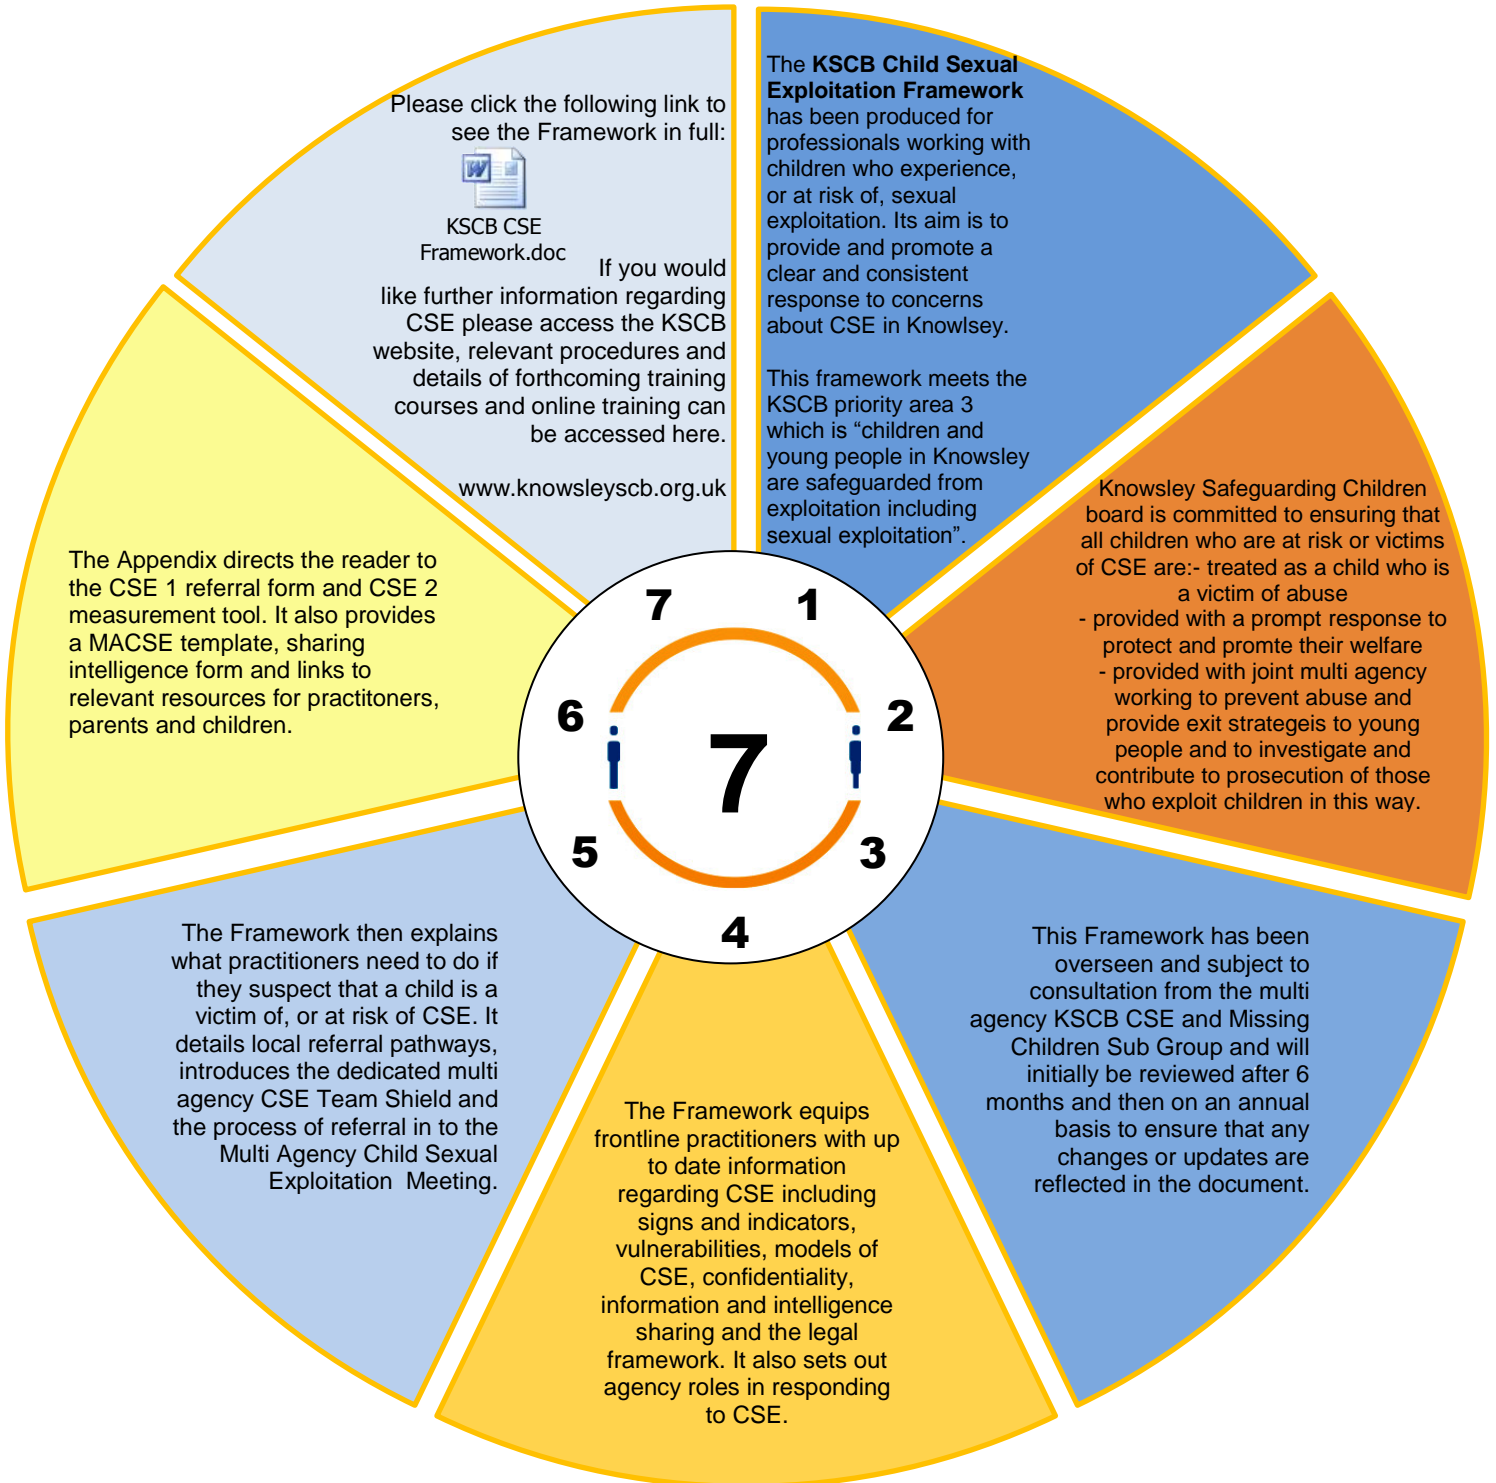 The KSCB Child Sexual
Exploitation Framework
has been produced for
professionals working with
children who experience,
or at risk of, sexual
exploitation. Its aim is to
provide and promote a
clear and consistent
response to concerns
about CSE in Knowlsey.
This framework meets the
KSCB priority area 3
which is “children and
young people in Knowsley
are safeguarded from
exploitation including
sexual exploitation”.
Knowsley Safeguarding Children
board is committed to ensuring that
all children who are at risk or victims
of CSE are:- treated as a child who is
a victim of abuse
- provided with a prompt response to
protect and promte their welfare
- provided with joint multi agency
working to prevent abuse and
provide exit strategeis to young
people and to investigate and
contribute to prosecution of those
who exploit children in this way.
This Framework has been
overseen and subject to
consultation from the multi
agency KSCB CSE and Missing
Children Sub Group and will
initially be reviewed after 6
months and then on an annual
basis to ensure that any
changes or updates are
reflected in the document.
The Framework equips
frontline practitioners with up
to date information
regarding CSE including
signs and indicators,
vulnerabilities, models of
CSE, confidentiality,
information and intelligence
sharing and the legal
framework. It also sets out
agency roles in responding
to CSE.
The Framework then explains
what practitioners need to do if
they suspect that a child is a
victim of, or at risk of CSE. It
details local referral pathways,
introduces the dedicated multi
agency CSE Team Shield and
the process of referral in to the
Multi Agency Child Sexual
Exploitation Meeting.
The Appendix directs the reader to
the CSE 1 referral form and CSE 2
measurement tool. It also provides
a MACSE template, sharing
intelligence form and links to
relevant resources for practitoners,
parents and children.
Please click the following link to
see the Framework in full:
W
KSCB CSE
Framework.doc
If you would
like further information regarding
CSE please access the KSCB
website, relevant procedures and
details of forthcoming training
courses and online training can
be accessed here.
www.knowsleyscb.org.uk
1
2
3
4
5
6
7
7